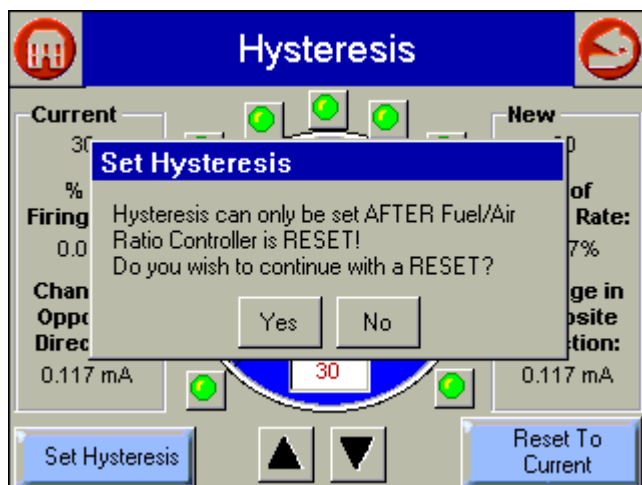 Hysteresis
Current
30
%
Firing
0.0
Chan
Oppo
Direc
0.117 mA
Set Hysteresis
Hysteresis can only be set AFTER Fuel/Air
Ratio Controller is RESET!
Do you wish to continue with a RESET?
Yes
No
30
New
of
Rate:
7%
ge in
osite
ction:
0.117 mA
Set Hysteresis
Reset To
Current